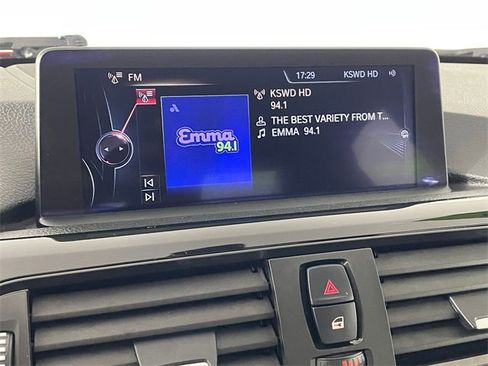 FM
17:29 KSWD HD
KSWD HD
94.1
THE BEST VARIETY FROM T...
EMMA 94.1
Emma
94.1